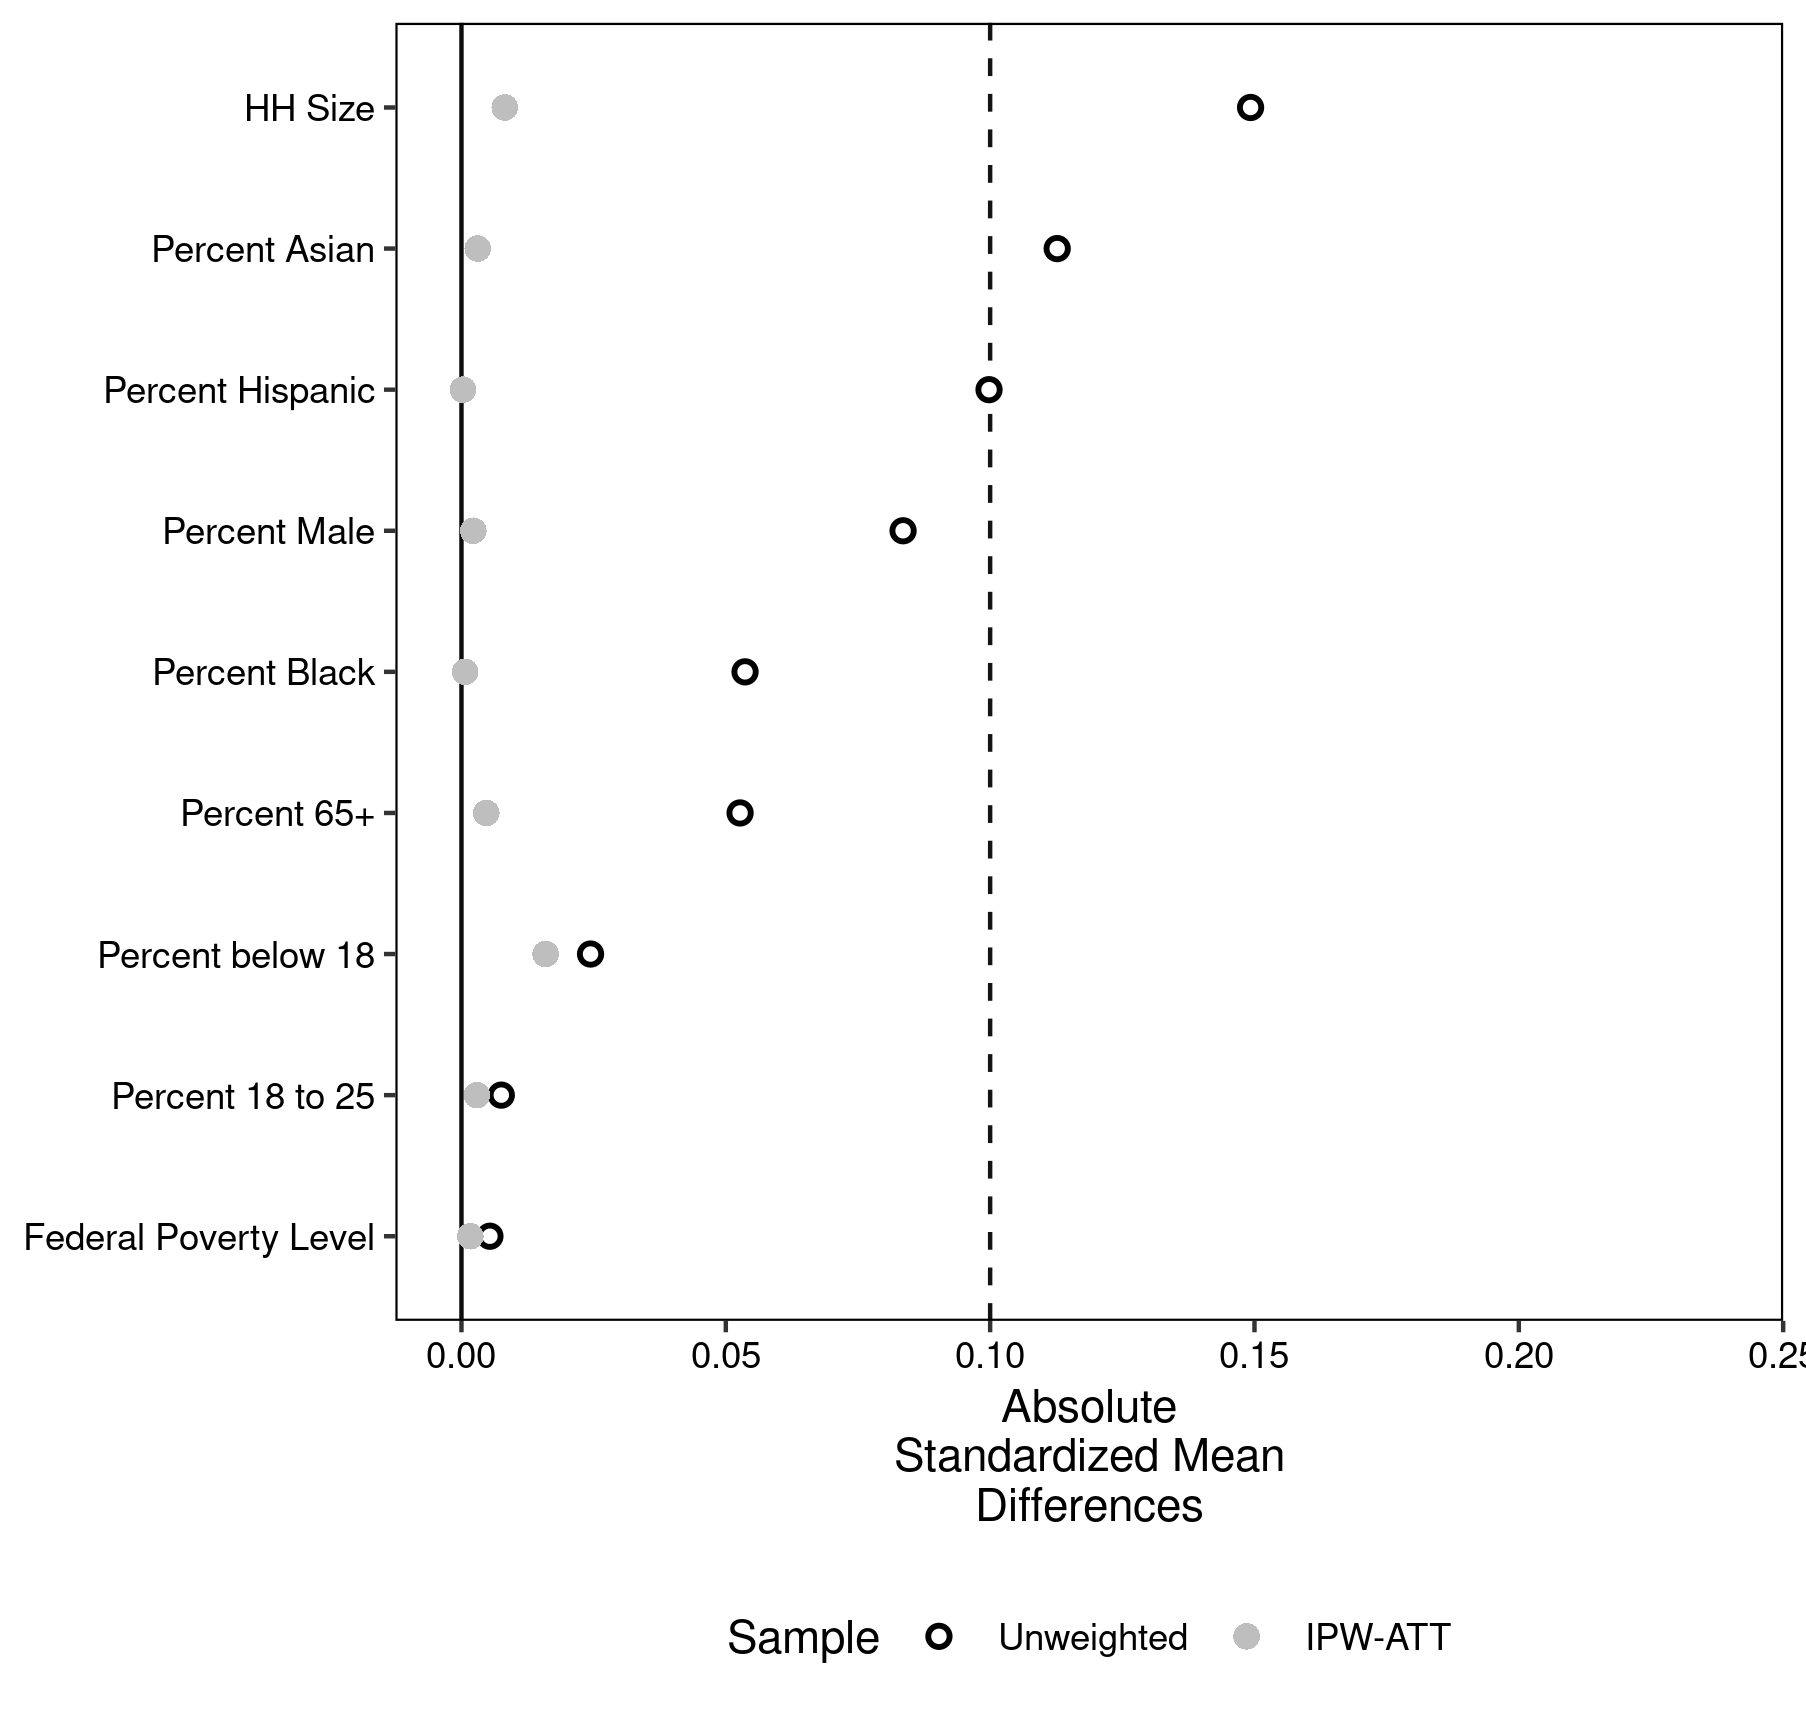 HH Size
Percent Asian
Percent Hispanic
Percent Male
Percent Black
Percent 65+
Percent below 18
Percent 18 to 25
Federal Poverty Level
0.00 0.05 0.10 0.15 0.20 0.25
Absolute
Standardized Mean
Differences
Sample Unweighted IPW-ATT